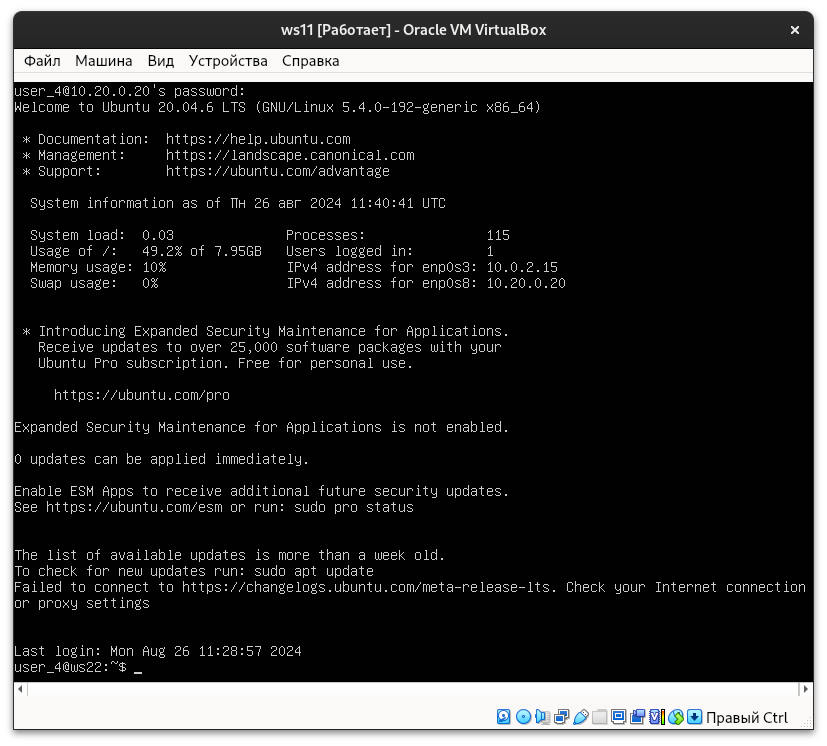 ws11 [Работает] - Oracle VM VirtualBox
Файл Машина Вид Устройства Справка
user_4@10.20.0.20's password:
Welcome to Ubuntu 20.04.6 LTS (GNU/Linux 5.4.0-192-generic x86_64)
* Documentation:  https://help.ubuntu.com
* Management:     https://landscape.canonical.com
* Support:        https://ubuntu.com/advantage
System information as of Пн 26 авг 2024 11:40:41 UTC
System load:  0.03              Processes:               115
Usage of /:   49.2% of 7.95GB   Users logged in:         1
Memory usage: 10%               IPv4 address for enp0s3: 10.0.2.15
Swap usage:   0%                IPv4 address for enp0s8: 10.20.0.20
* Introducing Expanded Security Maintenance for Applications.
Receive updates to over 25,000 software packages with your
Ubuntu Pro subscription. Free for personal use.
https://ubuntu.com/pro
Expanded Security Maintenance for Applications is not enabled.
0 updates can be applied immediately.
Enable ESM Apps to receive additional future security updates.
See https://ubuntu.com/esm or run: sudo pro status
The list of available updates is more than a week old.
To check for new updates run: sudo apt update
Failed to connect to https://changelogs.ubuntu.com/meta-release-lts. Check your Internet connection
or proxy settings
Last login: Mon Aug 26 11:28:57 2024
user_4@ws22:~$ _
Правый Ctrl